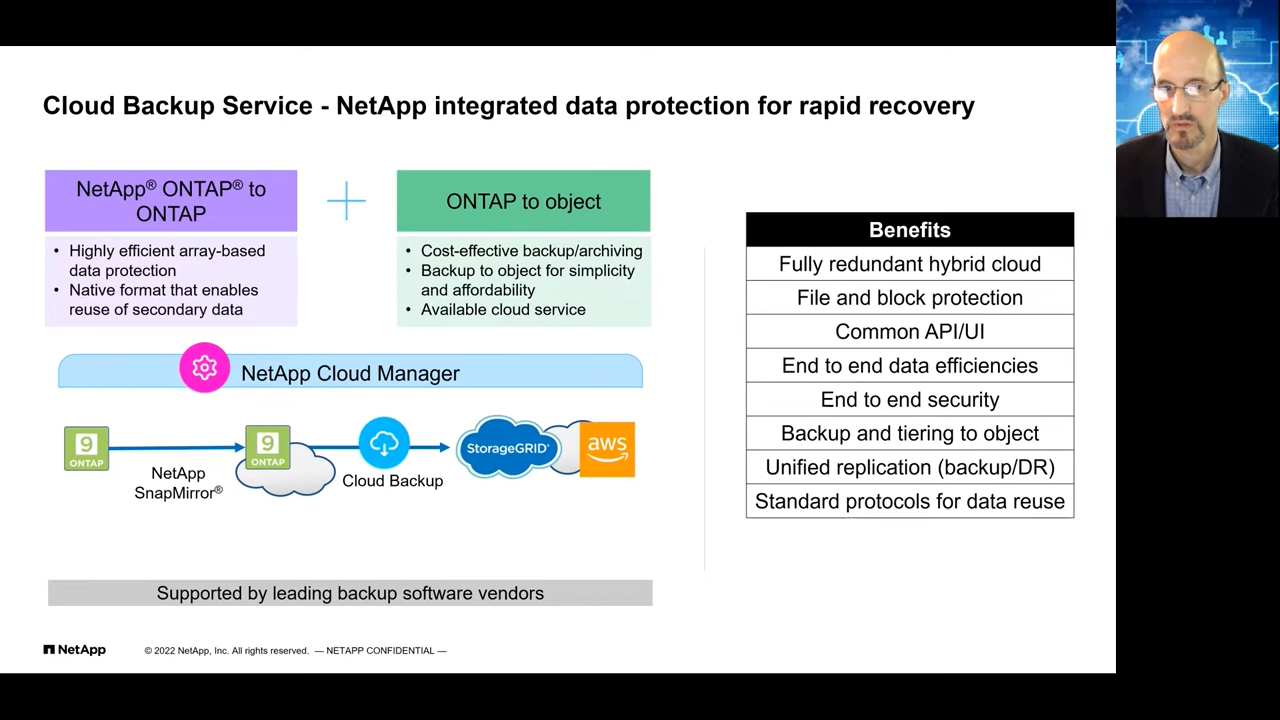 Cloud Backup Service - NetApp integrated data protection for rapid recovery
NetApp® ONTAP® to
ONTAP
• Highly efficient array-based
data protection
• Native format that enables
reuse of secondary data
ONTAP to object
• Cost-effective backup/archiving
• Backup to object for simplicity
and affordability
• Available cloud service
NetApp Cloud Manager
9
ONTAP
NetApp
SnapMirror®
9
ONTAP
Cloud Backup
StorageGRID®
aws
Supported by leading backup software vendors
Benefits
Fully redundant hybrid cloud
File and block protection
Common API/UI
End to end data efficiencies
End to end security
Backup and tiering to object
Unified replication (backup/DR)
Standard protocols for data reuse
NetApp
© 2022 NetApp, Inc. All rights reserved. — NETAPP CONFIDENTIAL —